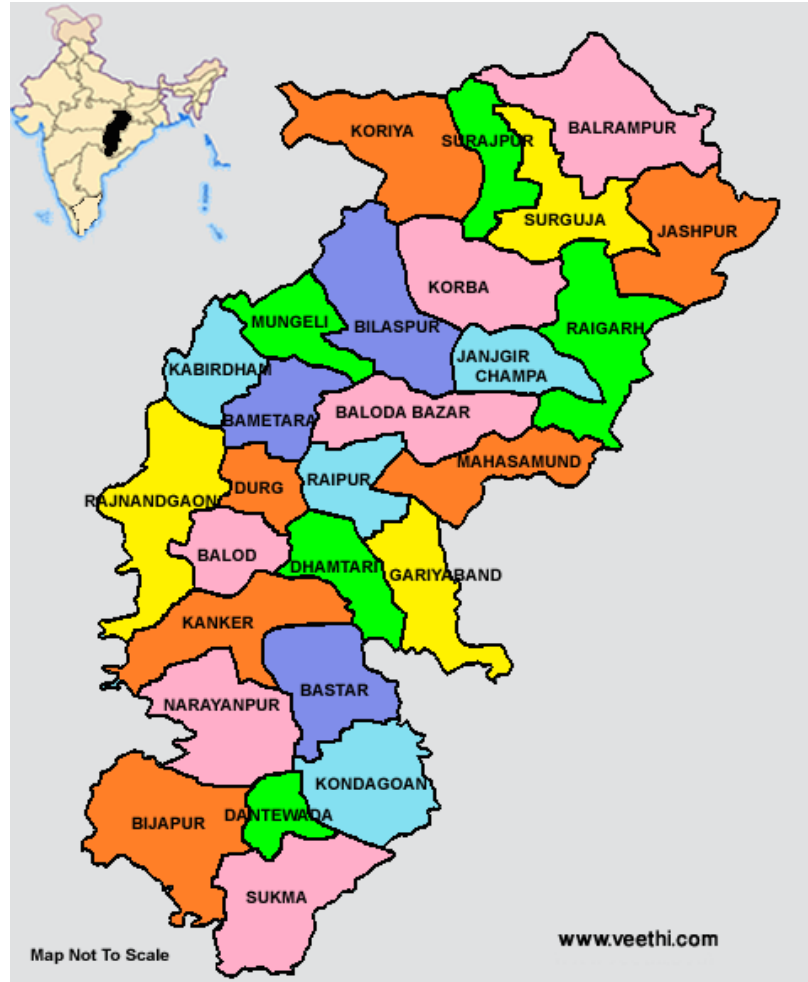 BALRAMPUR
KORIYA
SURAJPUR
SURGUJA
JASHPUR
KORBA
MUNGELI
BILASPUR
RAIGARH
JANJGIR
CHAMPA
KABIRDHAM
BAMETARA
BALODA BAZAR
MAHASAMUND
RAJNANDGAON
DURG
RAIPUR
BALOD
DHAMTARI
GARIYABAND
KANKER
BASTAR
NARAYANPUR
KONDAGOAN
BIJAPUR
DANTEWADA
SUKMA
www.veethi.com
Map Not To Scale